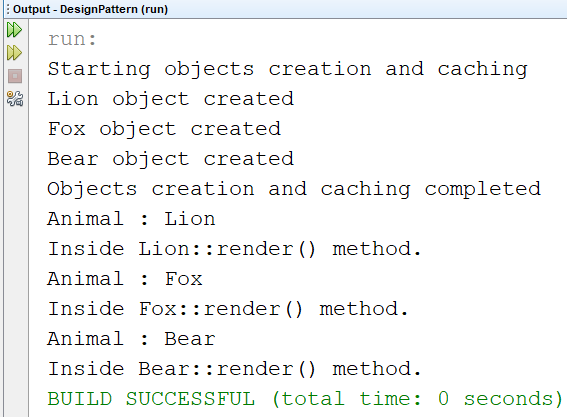 Output - DesignPattern (run)
run:
Starting objects creation and caching
Lion object created
Fox object created
Bear object created
Objects creation and caching completed
Animal : Lion
Inside Lion::render() method.
Animal : Fox
Inside Fox::render() method.
Animal : Bear
Inside Bear::render() method.
BUILD SUCCESSFUL (total time: 0 seconds)